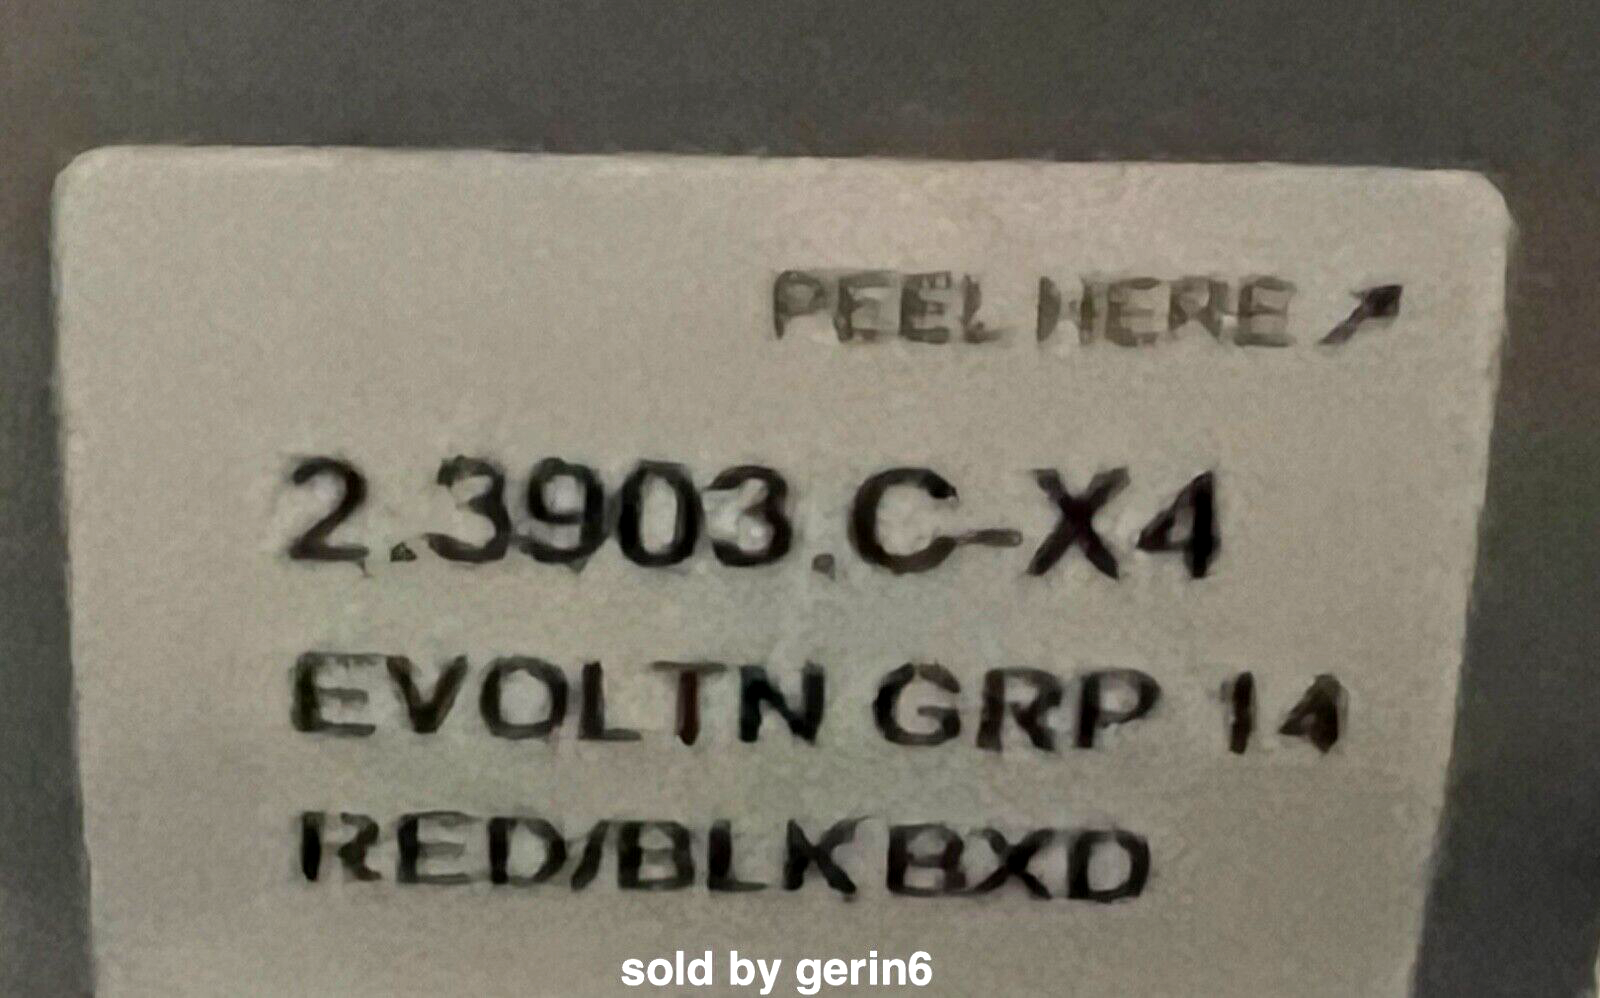 PEEL HERE ↗
2.3903.C-X4
EVOLTN GRP 14
RED/BLK BXD
sold by gerin6